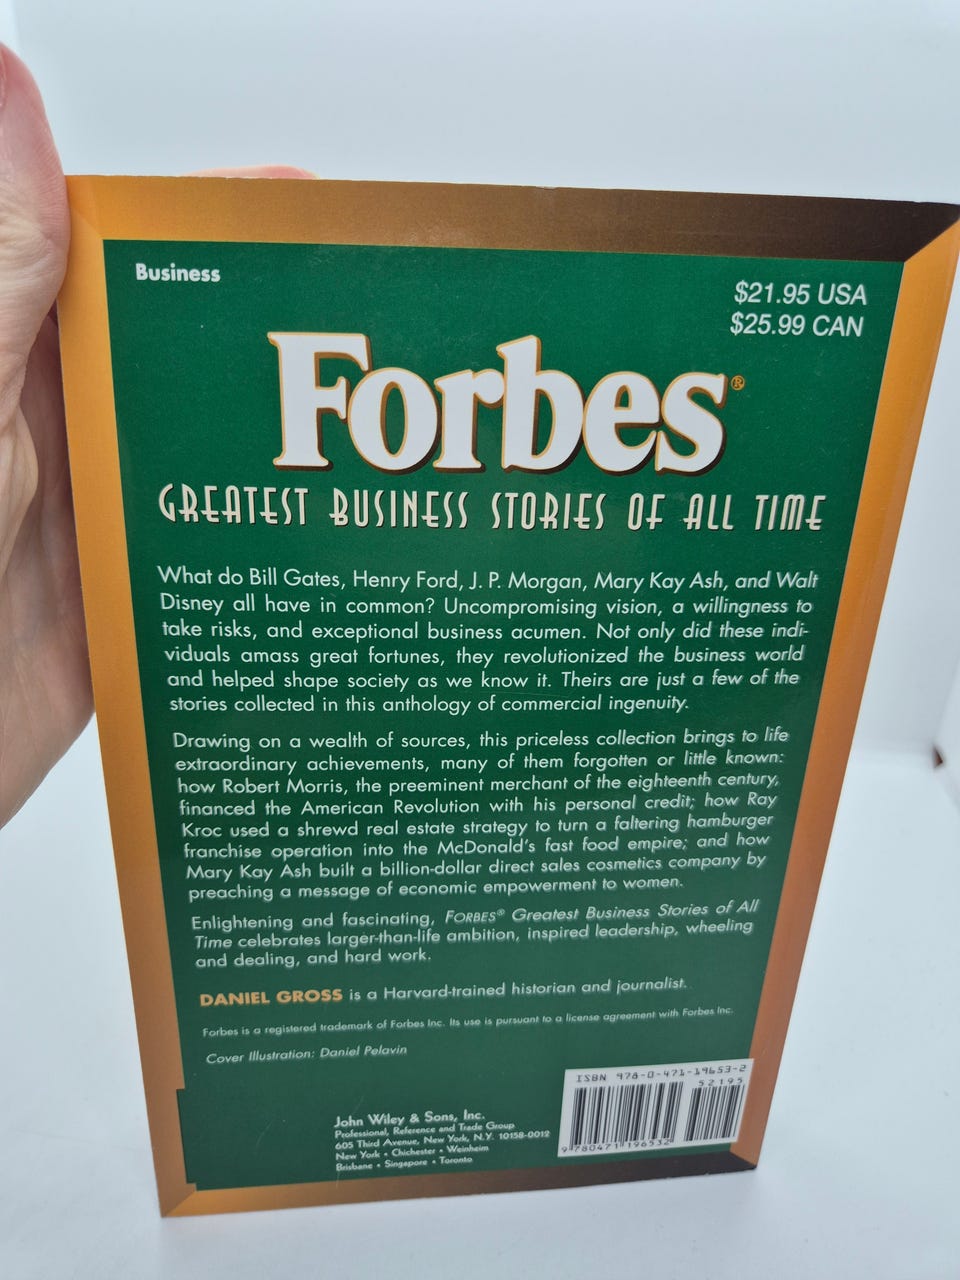 Business
$21.95 USA
$25.99 CAN
Forbes®
GREATEST BUSINESS STORIES OF ALL TIME
What do Bill Gates, Henry Ford, J. P. Morgan, Mary Kay Ash, and Walt
Disney all have in common? Uncompromising vision, a willingness to
take risks, and exceptional business acumen. Not only did these indi-
viduals amass great fortunes, they revolutionized the business world
and helped shape society as we know it. Theirs are just a few of the
stories collected in this anthology of commercial ingenuity.
Drawing on a wealth of sources, this priceless collection brings to life
extraordinary achievements, many of them forgotten or little known:
how Robert Morris, the preeminent merchant of the eighteenth century,
financed the American Revolution with his personal credit; how Ray
Kroc used a shrewd real estate strategy to turn a faltering hamburger
franchise operation into the McDonald's fast food empire; and how
Mary Kay Ash built a billion-dollar direct sales cosmetics company by
preaching a message of economic empowerment to women.
Enlightening and fascinating, FORBES® Greatest Business Stories of All
Time celebrates larger-than-life ambition, inspired leadership, wheeling
and dealing, and hard work.
DANIEL GROSS is a Harvard-trained historian and journalist.
Forbes is a registered trademark of Forbes Inc. Its use is pursuant to a license agreement with Forbes Inc.
Cover Illustration: Daniel Pelavin
John Wiley & Sons, Inc.
Professional, Reference and Trade Group
605 Third Avenue, New York, N.Y. 10158-0012
New York • Chichester • Weinheim
Brisbane • Singapore • Toronto
ISBN 978-0-471-19653-2
52195
9 780471 196532